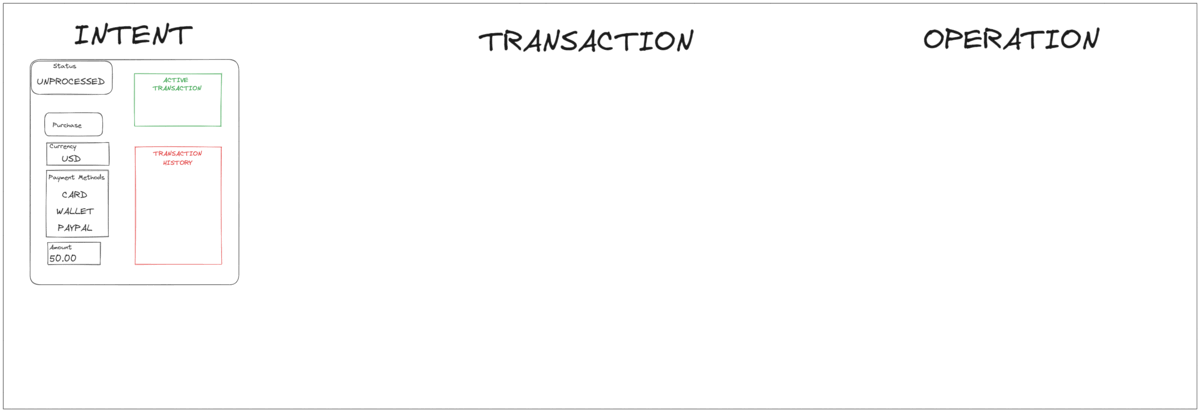 INTENT
TRANSACTION
OPERATION
Status
UNPROCESSED
Purchase
Currency
USD
Payment Methods
CARD
WALLET
PAYPAL
Amount
50.00
ACTIVE
TRANSACTION
TRANSACTION
HISTORY